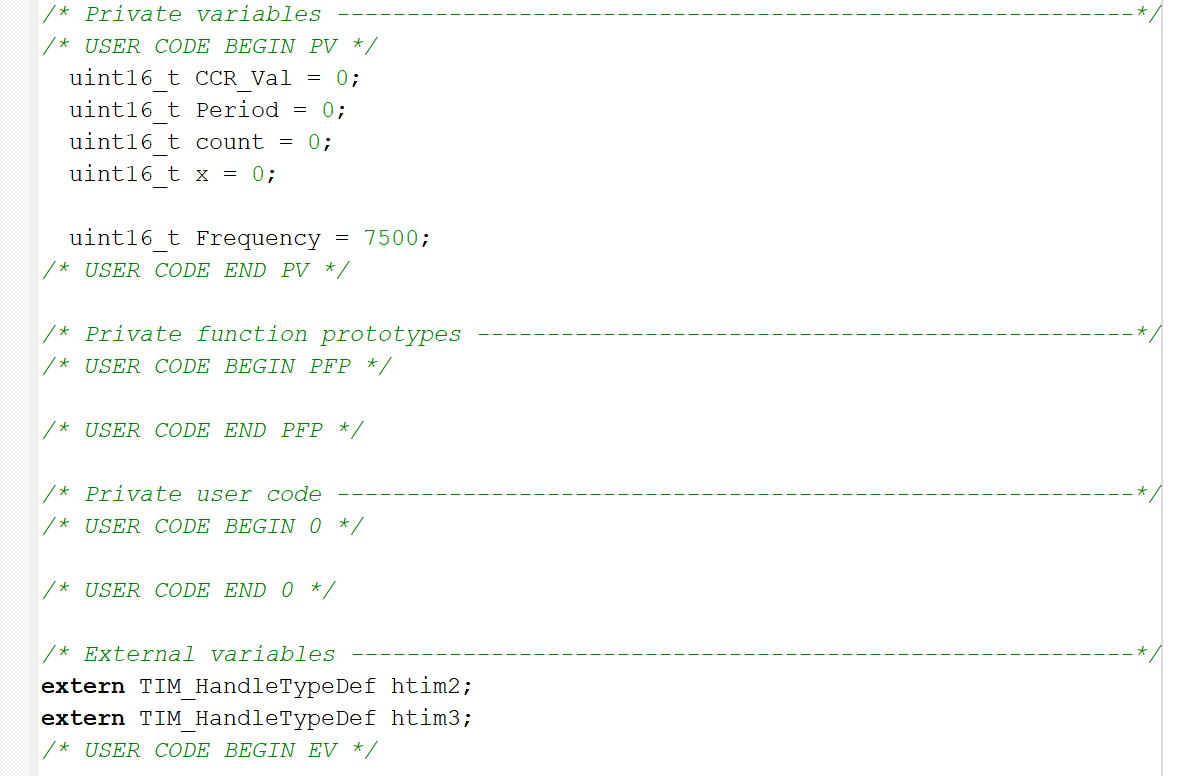 /* Private variables ---------------------------------------------------------*/
/* USER CODE BEGIN PV */
  uint16_t CCR_Val = 0;
  uint16_t Period = 0;
  uint16_t count = 0;
  uint16_t x = 0;

  uint16_t Frequency = 7500;
/* USER CODE END PV */

/* Private function prototypes -----------------------------------------------*/
/* USER CODE BEGIN PFP */

/* USER CODE END PFP */

/* Private user code ---------------------------------------------------------*/
/* USER CODE BEGIN 0 */

/* USER CODE END 0 */

/* External variables --------------------------------------------------------*/
extern TIM_HandleTypeDef htim2;
extern TIM_HandleTypeDef htim3;
/* USER CODE BEGIN EV */